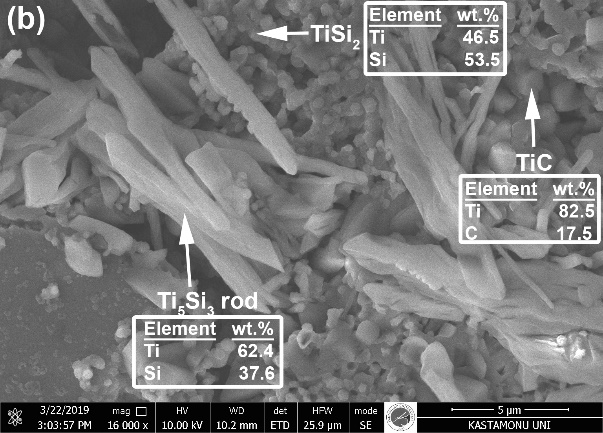 (b)
TiSi2
Element wt.%
Ti 46.5
Si 53.5
TiC
Element wt.%
Ti 82.5
C 17.5
Ti5Si3 rod
Element wt.%
Ti 62.4
Si 37.6
3/22/2019 mag HV WD det HFW mode 5 µm
3:03:57 PM 16 000 x 10.00 kV 10.2 mm ETD 25.9 µm SE KASTAMONU UNI